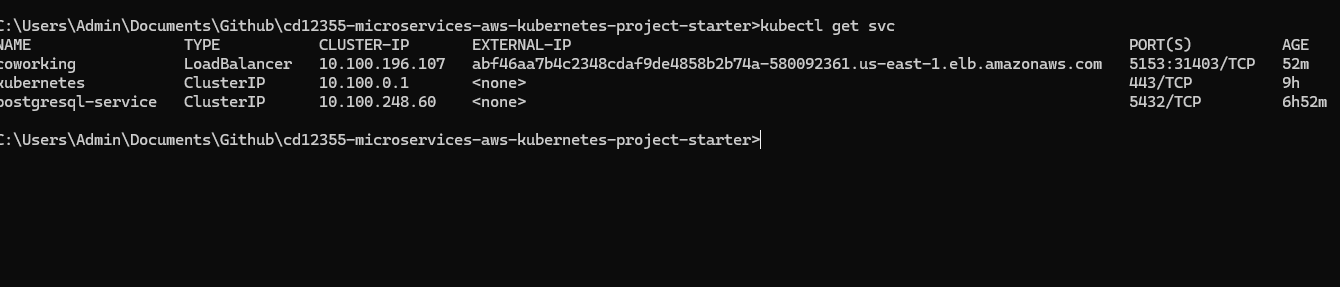 C:\Users\Admin\Documents\Github\cd12355-microservices-aws-kubernetes-project-starter>kubectl get svc
NAME TYPE CLUSTER-IP EXTERNAL-IP PORT(S) AGE
coworking LoadBalancer 10.100.196.107 abf46aa7b4c2348cdaf9de4858b2b74a-580092361.us-east-1.elb.amazonaws.com 5153:31403/TCP 52m
kubernetes ClusterIP 10.100.0.1 <none> 443/TCP 9h
postgresql-service ClusterIP 10.100.248.60 <none> 5432/TCP 6h52m
C:\Users\Admin\Documents\Github\cd12355-microservices-aws-kubernetes-project-starter>